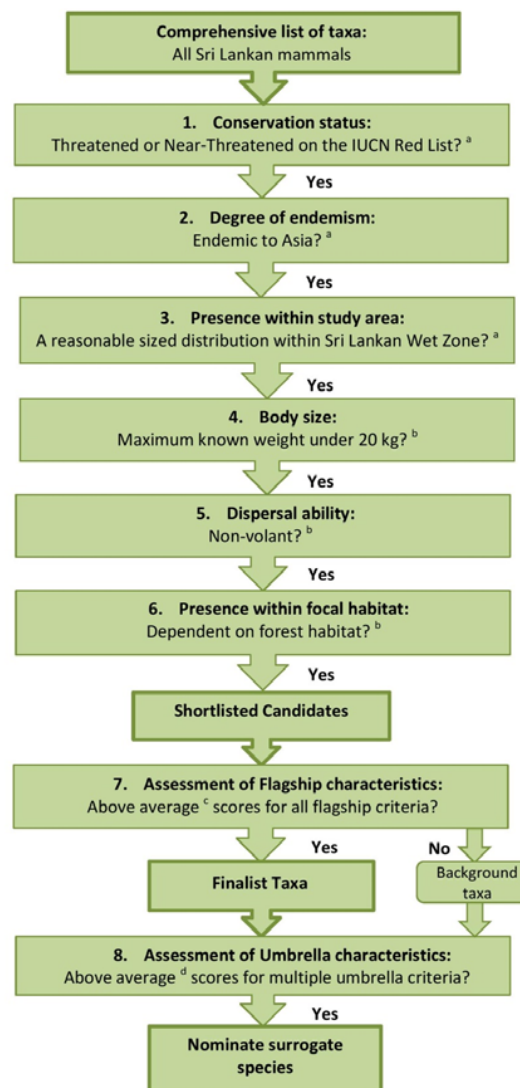 Comprehensive list of taxa:
All Sri Lankan mammals
1. Conservation status:
Threatened or Near-Threatened on the IUCN Red List? a
Yes
2. Degree of endemism:
Endemic to Asia? a
Yes
3. Presence within study area:
A reasonable sized distribution within Sri Lankan Wet Zone? a
Yes
4. Body size:
Maximum known weight under 20 kg? b
Yes
5. Dispersal ability:
Non-volant? b
Yes
6. Presence within focal habitat:
Dependent on forest habitat? b
Yes
Shortlisted Candidates
7. Assessment of Flagship characteristics:
Above average c scores for all flagship criteria?
Yes
No
Finalist Taxa
Background
taxa
8. Assessment of Umbrella characteristics:
Above average d scores for multiple umbrella criteria?
Yes
Nominate surrogate
species